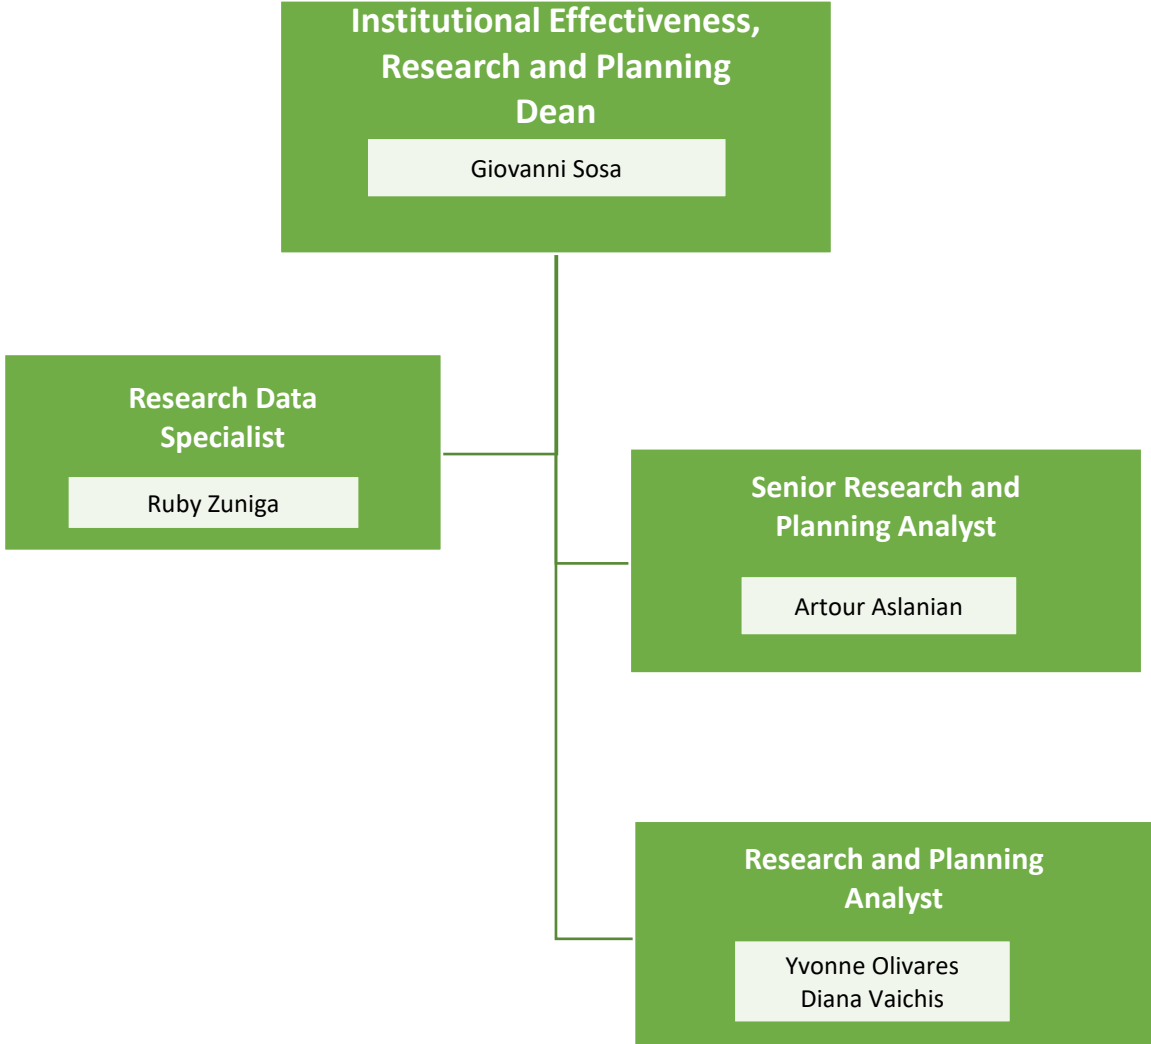 Institutional Effectiveness,
Research and Planning
Dean
Giovanni Sosa
Research Data
Specialist
Ruby Zuniga
Senior Research and
Planning Analyst
Artour Aslanian
Research and Planning
Analyst
Yvonne Olivares
Diana Vaichis